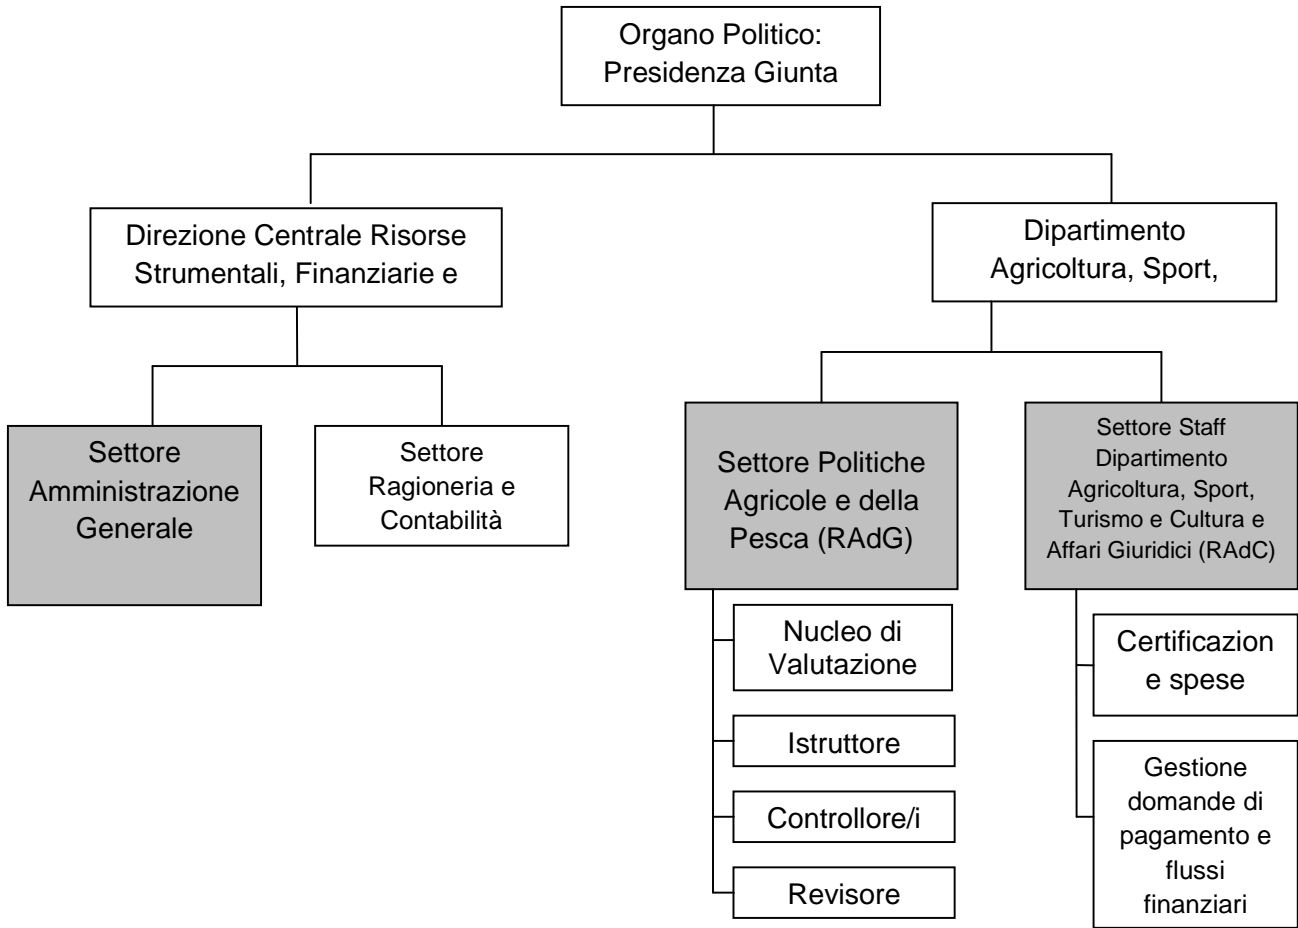 Organo Politico:
Presidenza Giunta
Direzione Centrale Risorse
Strumentali, Finanziarie e
Dipartimento
Agricoltura, Sport,
Settore
Amministrazione
Generale
Settore
Ragioneria e
Contabilità
Settore Politiche
Agricole e della
Pesca (RAdG)
Settore Staff
Dipartimento
Agricoltura, Sport,
Turismo e Cultura e
Affari Giuridici (RAdC)
Nucleo di
Valutazione
Istruttore
Controllore/i
Revisore
Certificazion
e spese
Gestione
domande di
pagamento e
flussi
finanziari